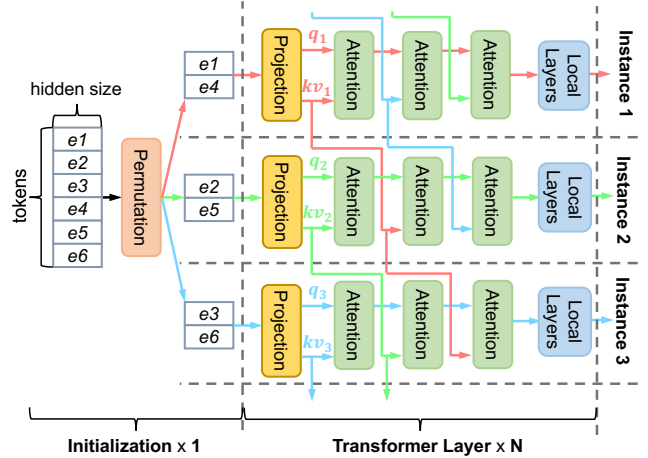 hidden size
tokens
e1
e2
e3
e4
e5
e6
Permutation
e1
e4
Projection
q1
kv1
Attention
Attention
Attention
Local
Layers
Instance 1
e2
e5
Projection
q2
kv2
Attention
Attention
Attention
Local
Layers
Instance 2
e3
e6
Projection
q3
kv3
Attention
Attention
Attention
Local
Layers
Instance 3
Initialization x 1
Transformer Layer x N